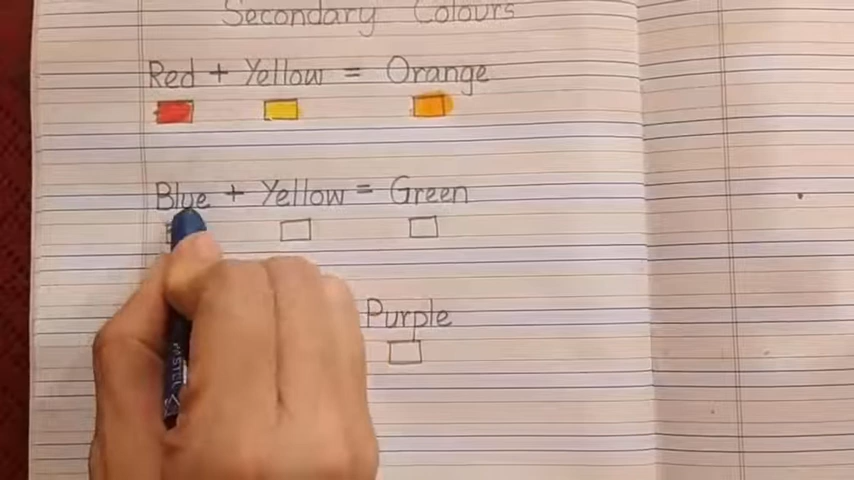 Secondary Colours
Red + Yellow = Orange
Blue + Yellow = Green
Purple